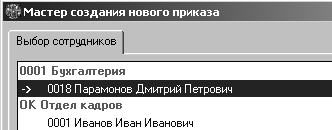 Мастер создания нового приказа
Выбор сотрудников
0001 Бухгалтерия
-> 0018 Парамонов Дмитрий Петрович
ОК Отдел кадров
0001 Иванов Иван Иванович